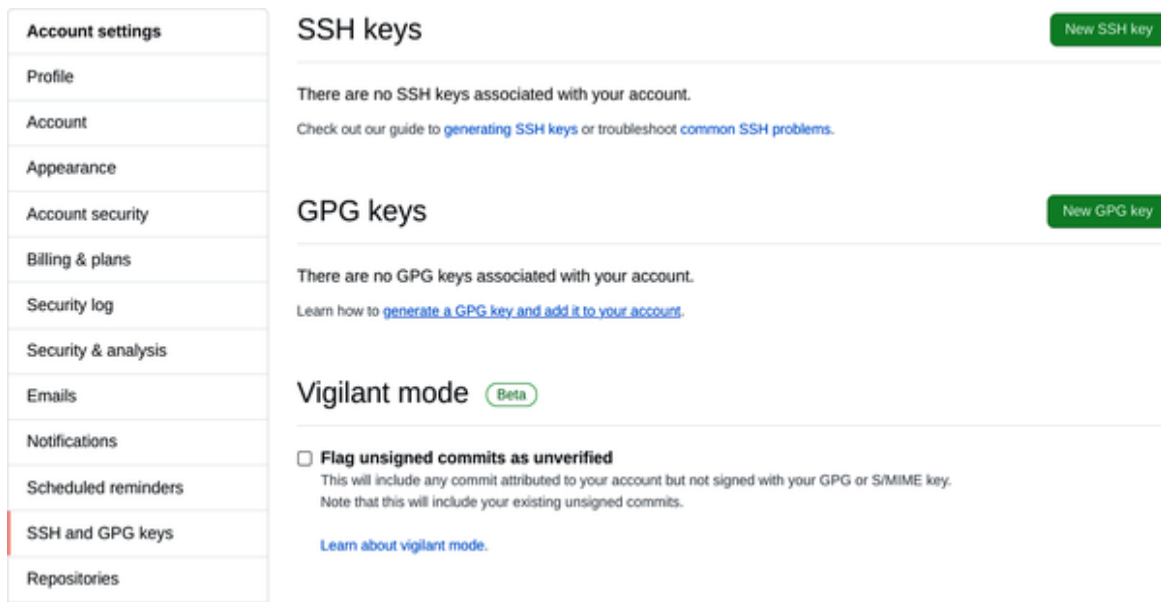 Account settings
Profile
Account
Appearance
Account security
Billing & plans
Security log
Security & analysis
Emails
Notifications
Scheduled reminders
SSH and GPG keys
Repositories
SSH keys
New SSH key
There are no SSH keys associated with your account.
Check out our guide to generating SSH keys or troubleshoot common SSH problems.
GPG keys
New GPG key
There are no GPG keys associated with your account.
Learn how to generate a GPG key and add it to your account.
Vigilant mode Beta
Flag unsigned commits as unverified
This will include any commit attributed to your account but not signed with your GPG or S/MIME key.
Note that this will include your existing unsigned commits.
Learn about vigilant mode.